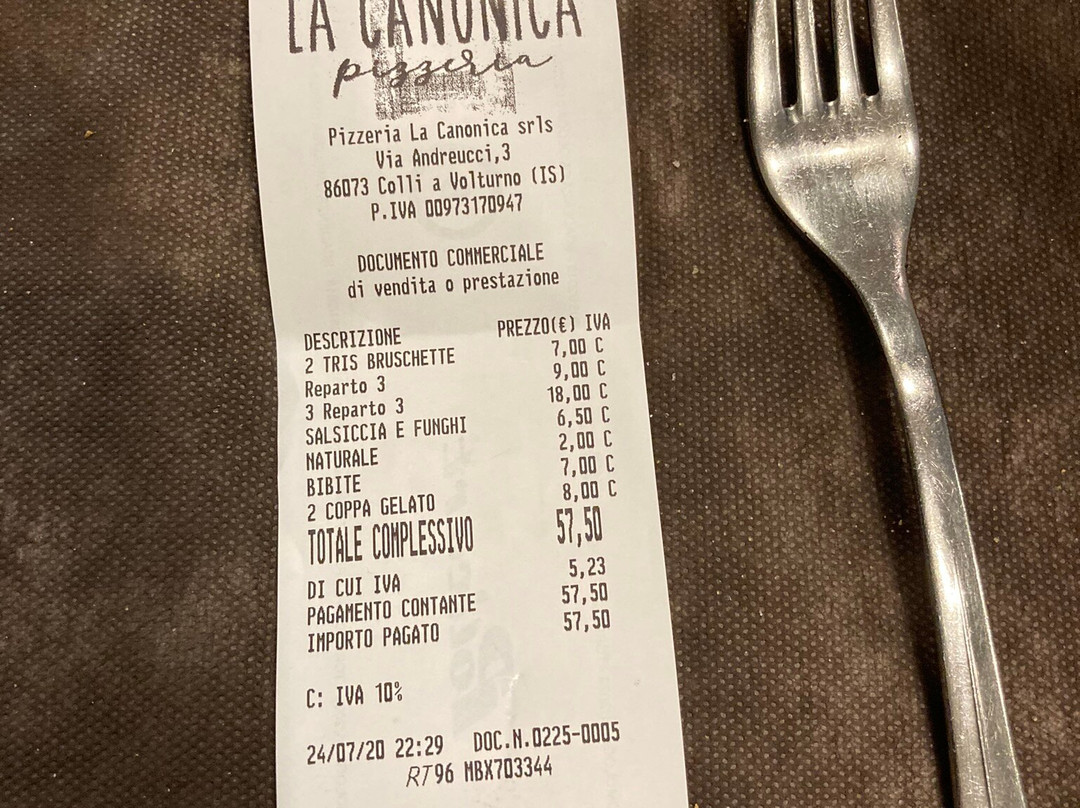 LA CANONICA
pizzeria
Pizzeria La Canonica srls
Via Andreucci,3
86073 Colli a Volturno (IS)
P.IVA 00973170947
DOCUMENTO COMMERCIALE
di vendita o prestazione
DESCRIZIONE PREZZO(€) IVA
2 TRIS BRUSCHETTE 7,00 C
Reparto 3 9,00 C
3 Reparto 3 18,00 C
SALSICCIA E FUNGHI 6,50 C
NATURALE 2,00 C
BIBITE 7,00 C
2 COPPA GELATO 8,00 C
TOTALE COMPLESSIVO 57,50
DI CUI IVA 5,23
PAGAMENTO CONTANTE 57,50
IMPORTO PAGATO 57,50
C: IVA 10%
24/07/20 22:29 DOC.N.0225-0005
RT 96 MBX703344